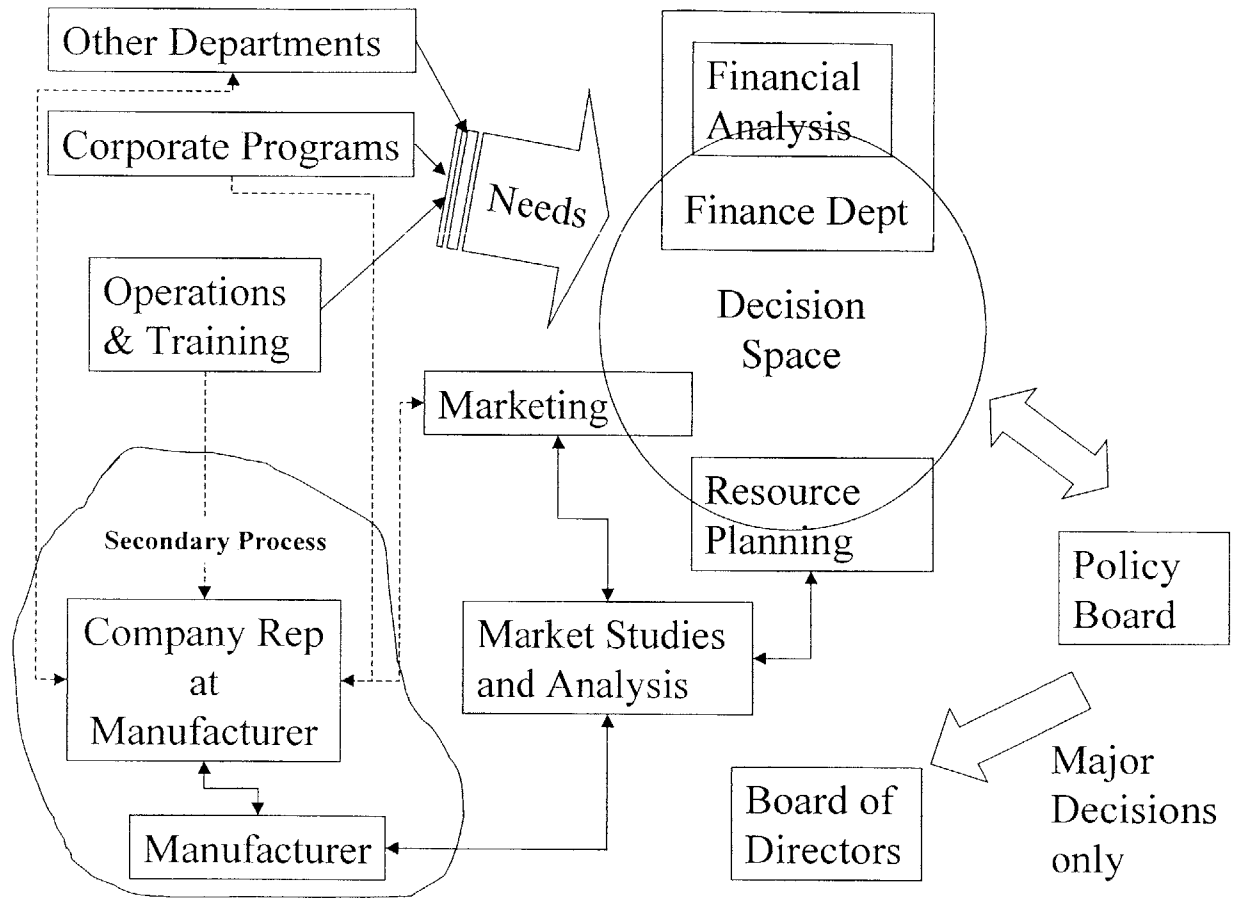 Other Departments
Corporate Programs
Operations
& Training
Needs
Financial
Analysis
Finance Dept
Decision
Space
Marketing
Resource
Planning
Secondary Process
Company Rep
at
Manufacturer
Manufacturer
Market Studies
and Analysis
Policy
Board
Board of
Directors
Major
Decisions
only